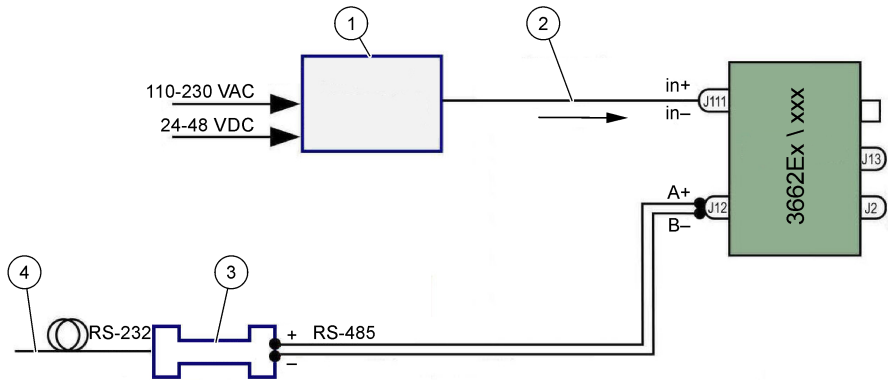 1
2
110-230 VAC
24-48 VDC
in+
in–
J111
3662Ex \ xxx
J13
A+
B–
J12
J2
4
3
RS-232
+
–
RS-485